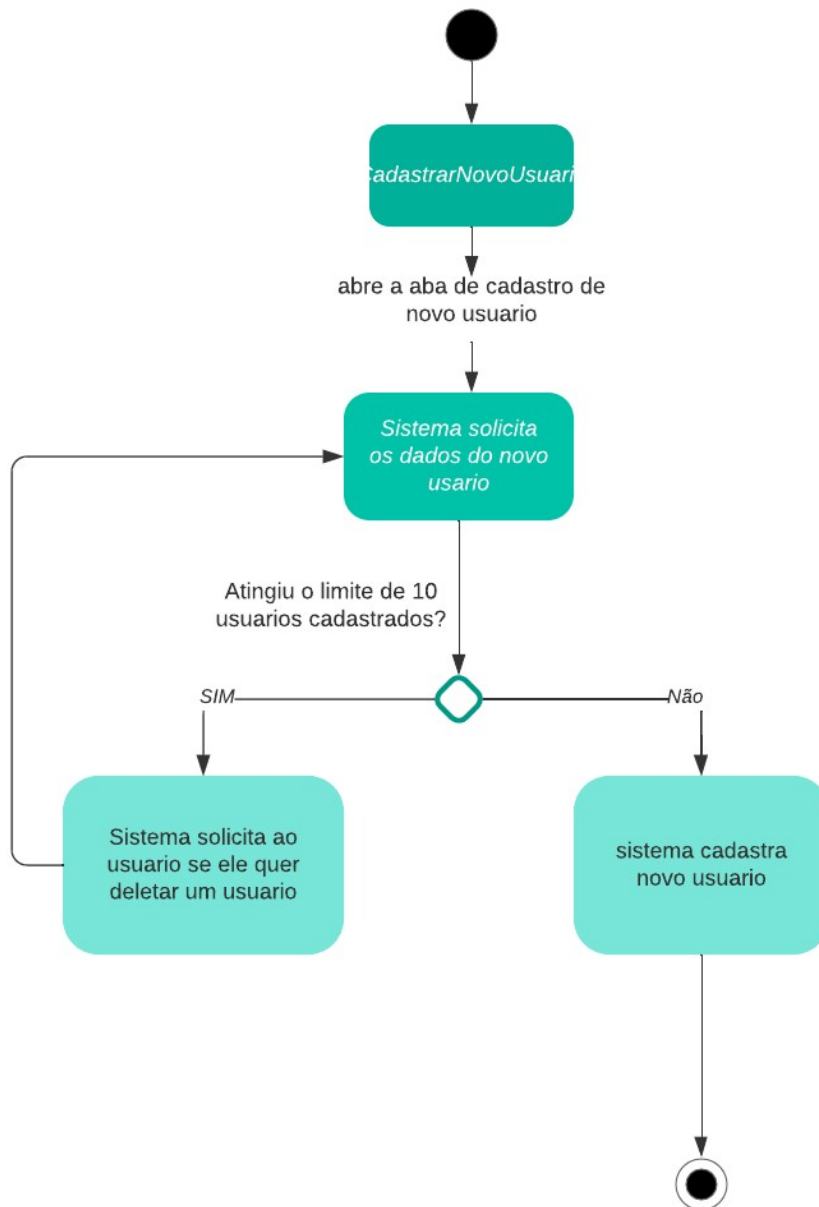 CadastrarNovoUsuari
abre a aba de cadastro de
novo usuario
Sistema solicita
os dados do novo
usario
Atingiu o limite de 10
usuarios cadastrados?
SIM
Não
Sistema solicita ao
usuario se ele quer
deletar um usuario
sistema cadastra
novo usuario